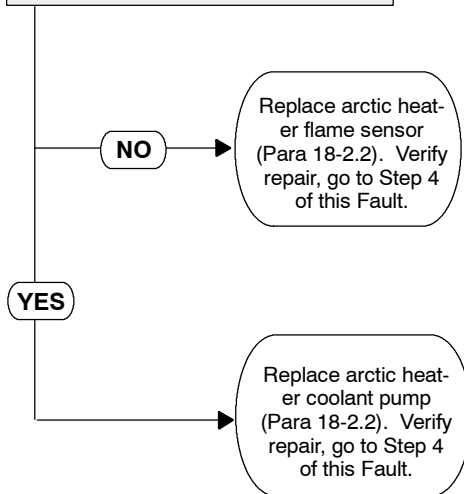 NO
Replace arctic heat-
er flame sensor
(Para 18-2.2). Verify
repair, go to Step 4
of this Fault.
YES
Replace arctic heat-
er coolant pump
(Para 18-2.2). Verify
repair, go to Step 4
of this Fault.